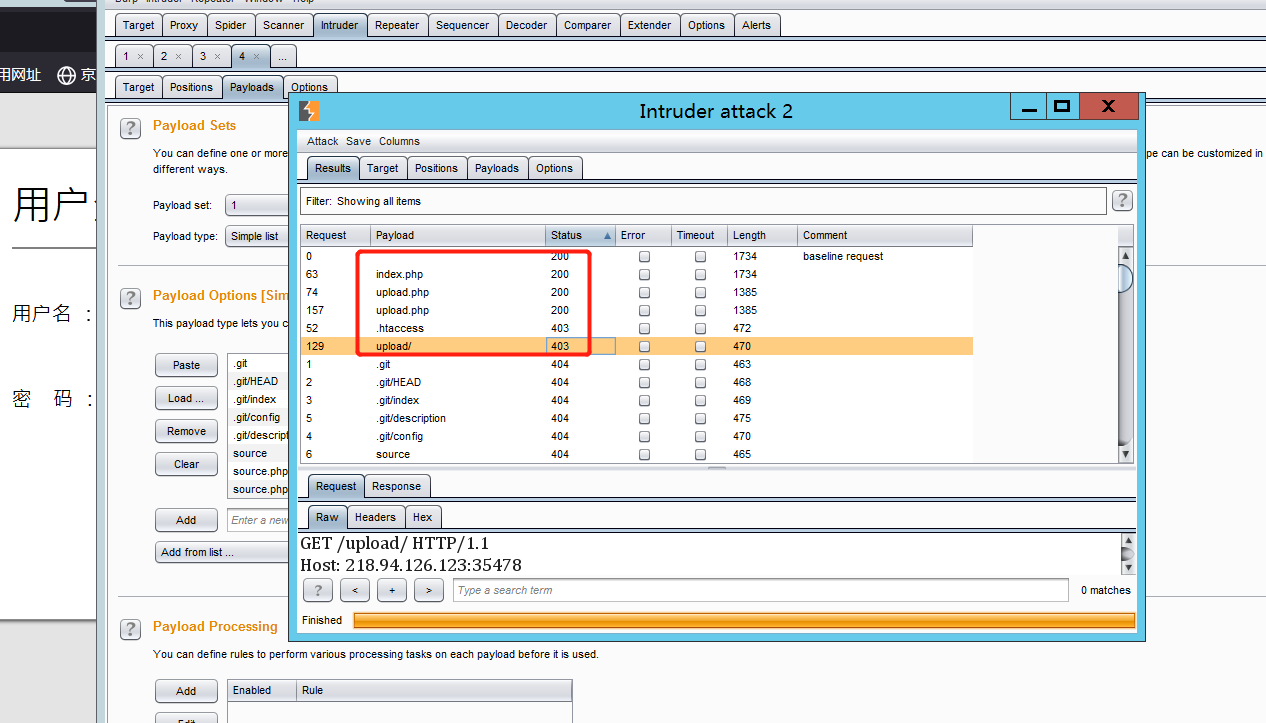 Burp Intruder Repeater Window Help
Target Proxy Spider Scanner Intruder Repeater Sequencer Decoder Comparer Extender Options Alerts
1 × 2 × 3 × 4 × ...
用网址 京
Target Positions Payloads Options
Intruder attack 2
? Payload Sets
You can define one or more
pe can be customized in
different ways.
Payload set: 1
Payload type: Simple list
Attack Save Columns
Results Target Positions Payloads Options
Filter: Showing all items ?
Request Payload Status Error Timeout Length Comment
0 200 1734 baseline request
63 index.php 200 1734
74 upload.php 200 1385
157 upload.php 200 1385
52 .htaccess 403 472
129 upload/ 403 470
1 .git 404 463
2 .git/HEAD 404 468
3 .git/index 404 469
5 .git/description 404 475
4 .git/config 404 470
6 source 404 465
用户
用户名 ：
密 码 ：
? Payload Options [Sim
This payload type lets you c
Paste
Load ...
Remove
Clear
Add
Add from list ...
.git
.git/HEAD
.git/index
.git/config
.git/descript
source
source.php
source.php
Enter a new
Request Response
Raw Headers Hex
GET /upload/ HTTP/1.1
Host: 218.94.126.123:35478
? < + > Type a search term 0 matches
Finished
? Payload Processing
You can define rules to perform various processing tasks on each payload before it is used.
Add Enabled Rule
Edit